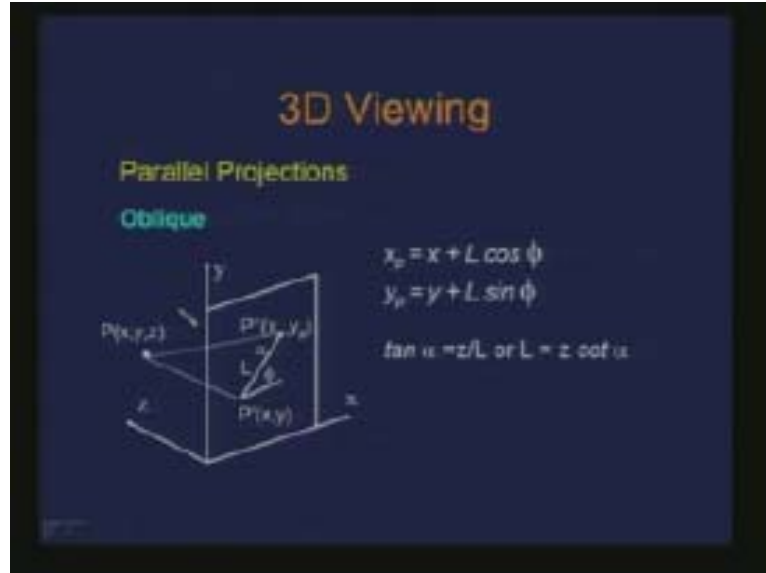 3D Viewing
Parallel Projections
Oblique
xₚ = x + L cos ϕ
yₚ = y + L sin ϕ
tan α =z/L or L = z cot α
y
P(x,y,z)
P''(xₚ,yₚ)
α
L
ϕ
z
P'(x,y)
x